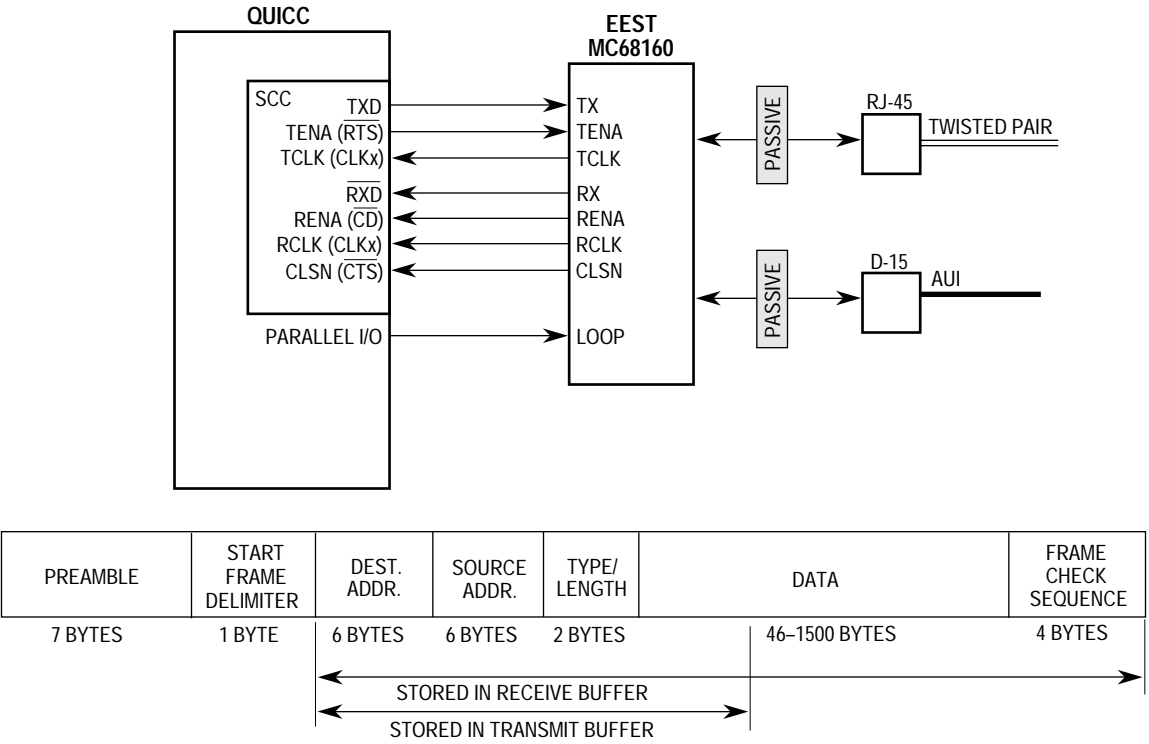 QUICC
EEST
MC68160
SCC
TXD
TENA (RTS)
TCLK (CLKx)
RXD
RENA (CD)
RCLK (CLKx)
CLSN (CTS)
PARALLEL I/O
TX
TENA
TCLK
RX
RENA
RCLK
CLSN
LOOP
PASSIVE
RJ-45
TWISTED PAIR
PASSIVE
D-15
AUI
PREAMBLE
START
FRAME
DELIMITER
DEST.
ADDR.
SOURCE
ADDR.
TYPE/
LENGTH
DATA
FRAME
CHECK
SEQUENCE
7 BYTES
1 BYTE
6 BYTES
6 BYTES
2 BYTES
46–1500 BYTES
4 BYTES
STORED IN RECEIVE BUFFER
STORED IN TRANSMIT BUFFER